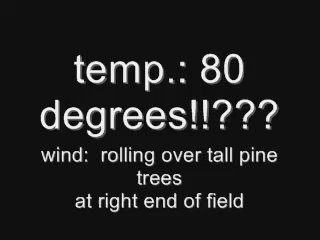 temp.: 80
degrees!!???
wind:  rolling over tall pine
trees
at right end of field